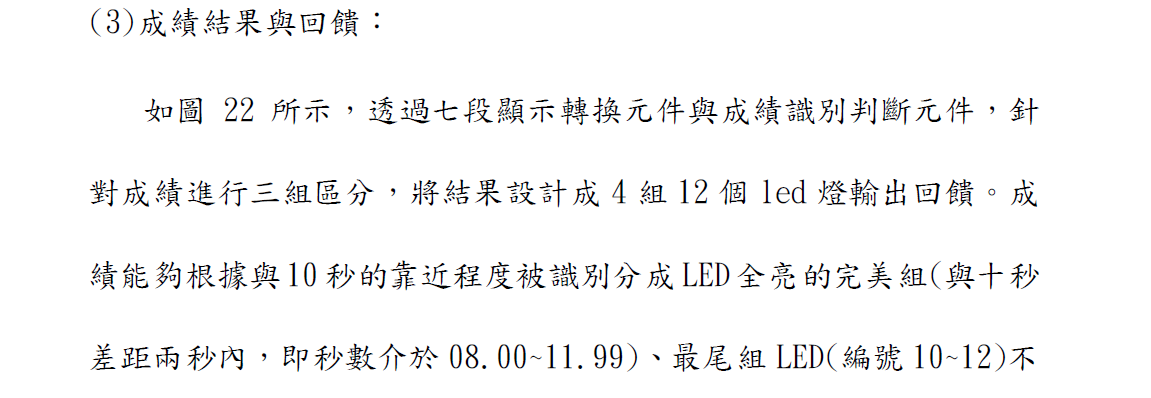 (3)成績結果與回饋：
如圖 22 所示，透過七段顯示轉換元件與成績識別判斷元件，針
對成績進行三組區分，將結果設計成 4 組 12 個 led 燈輸出回饋。成
績能夠根據與 10 秒的靠近程度被識別分成 LED 全亮的完美組(與十秒
差距兩秒內，即秒數介於 08.00~11.99)、最尾組 LED(編號 10~12)不